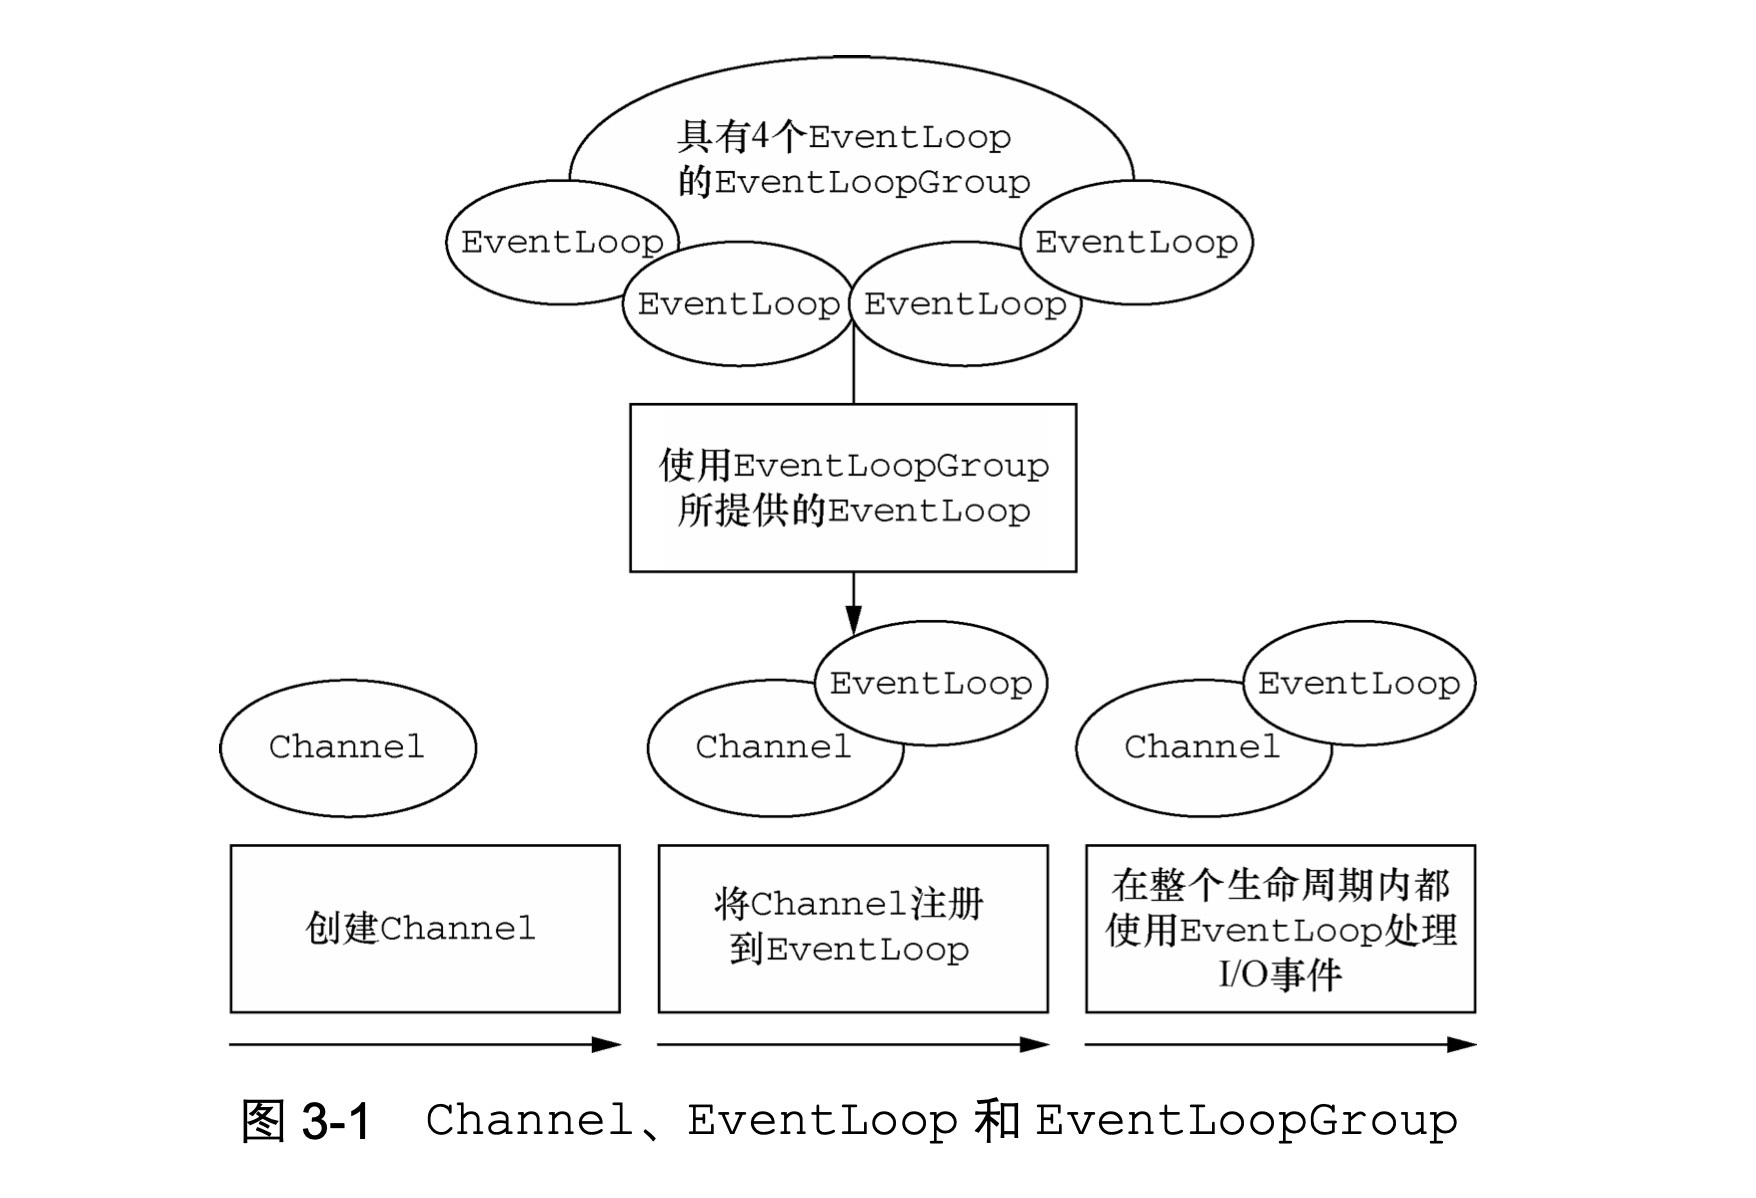 具有4个EventLoop
的EventLoopGroup
EventLoop
EventLoop
EventLoop
EventLoop
使用EventLoopGroup
所提供的EventLoop
Channel
Channel
EventLoop
Channel
EventLoop
创建Channel
将Channel注册
到EventLoop
在整个生命周期内都
使用EventLoop处理
I/O事件
图 3-1 Channel、EventLoop 和 EventLoopGroup